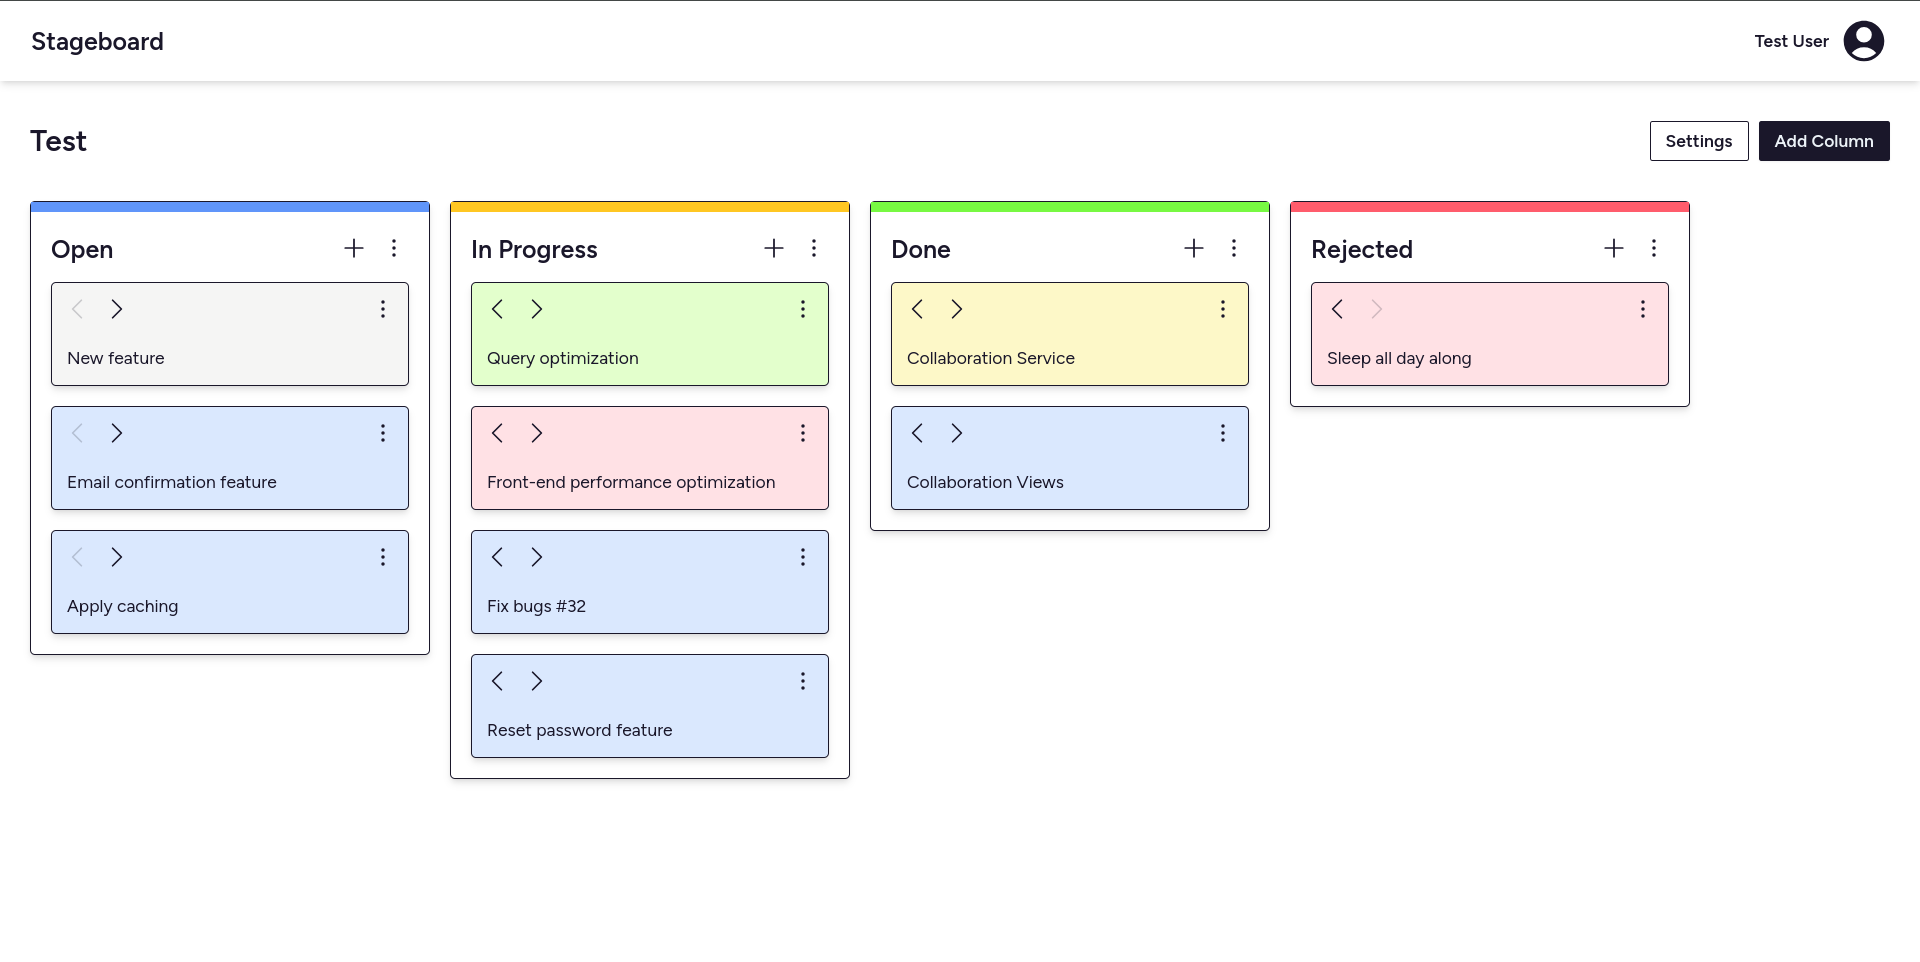 Stageboard
Test User
Test
Settings
Add Column
Open
New feature
Email confirmation feature
Apply caching
In Progress
Query optimization
Front-end performance optimization
Fix bugs #32
Reset password feature
Done
Collaboration Service
Collaboration Views
Rejected
Sleep all day along